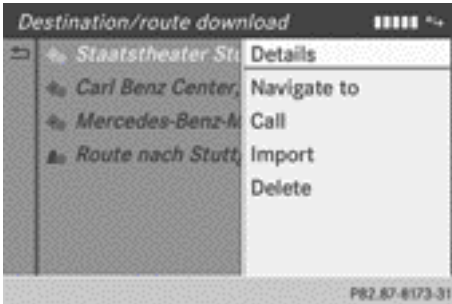 Destination/route download
Staatstheater Stu
Details
Carl Benz Center,
Navigate to
Mercedes-Benz-M
Call
Route nach Stutt
Import
Delete
P82.87-8173-31